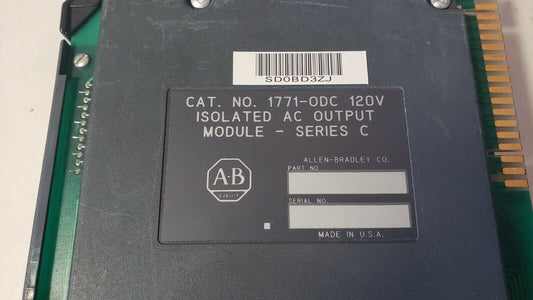 SD0BD3ZJ
CAT. NO. 1771-ODC 120V
ISOLATED AC OUTPUT
MODULE - SERIES C
ALLEN-BRADLEY CO.
PART NO.
A-B
QUALITY
SERIAL NO.
MADE IN U.S.A.